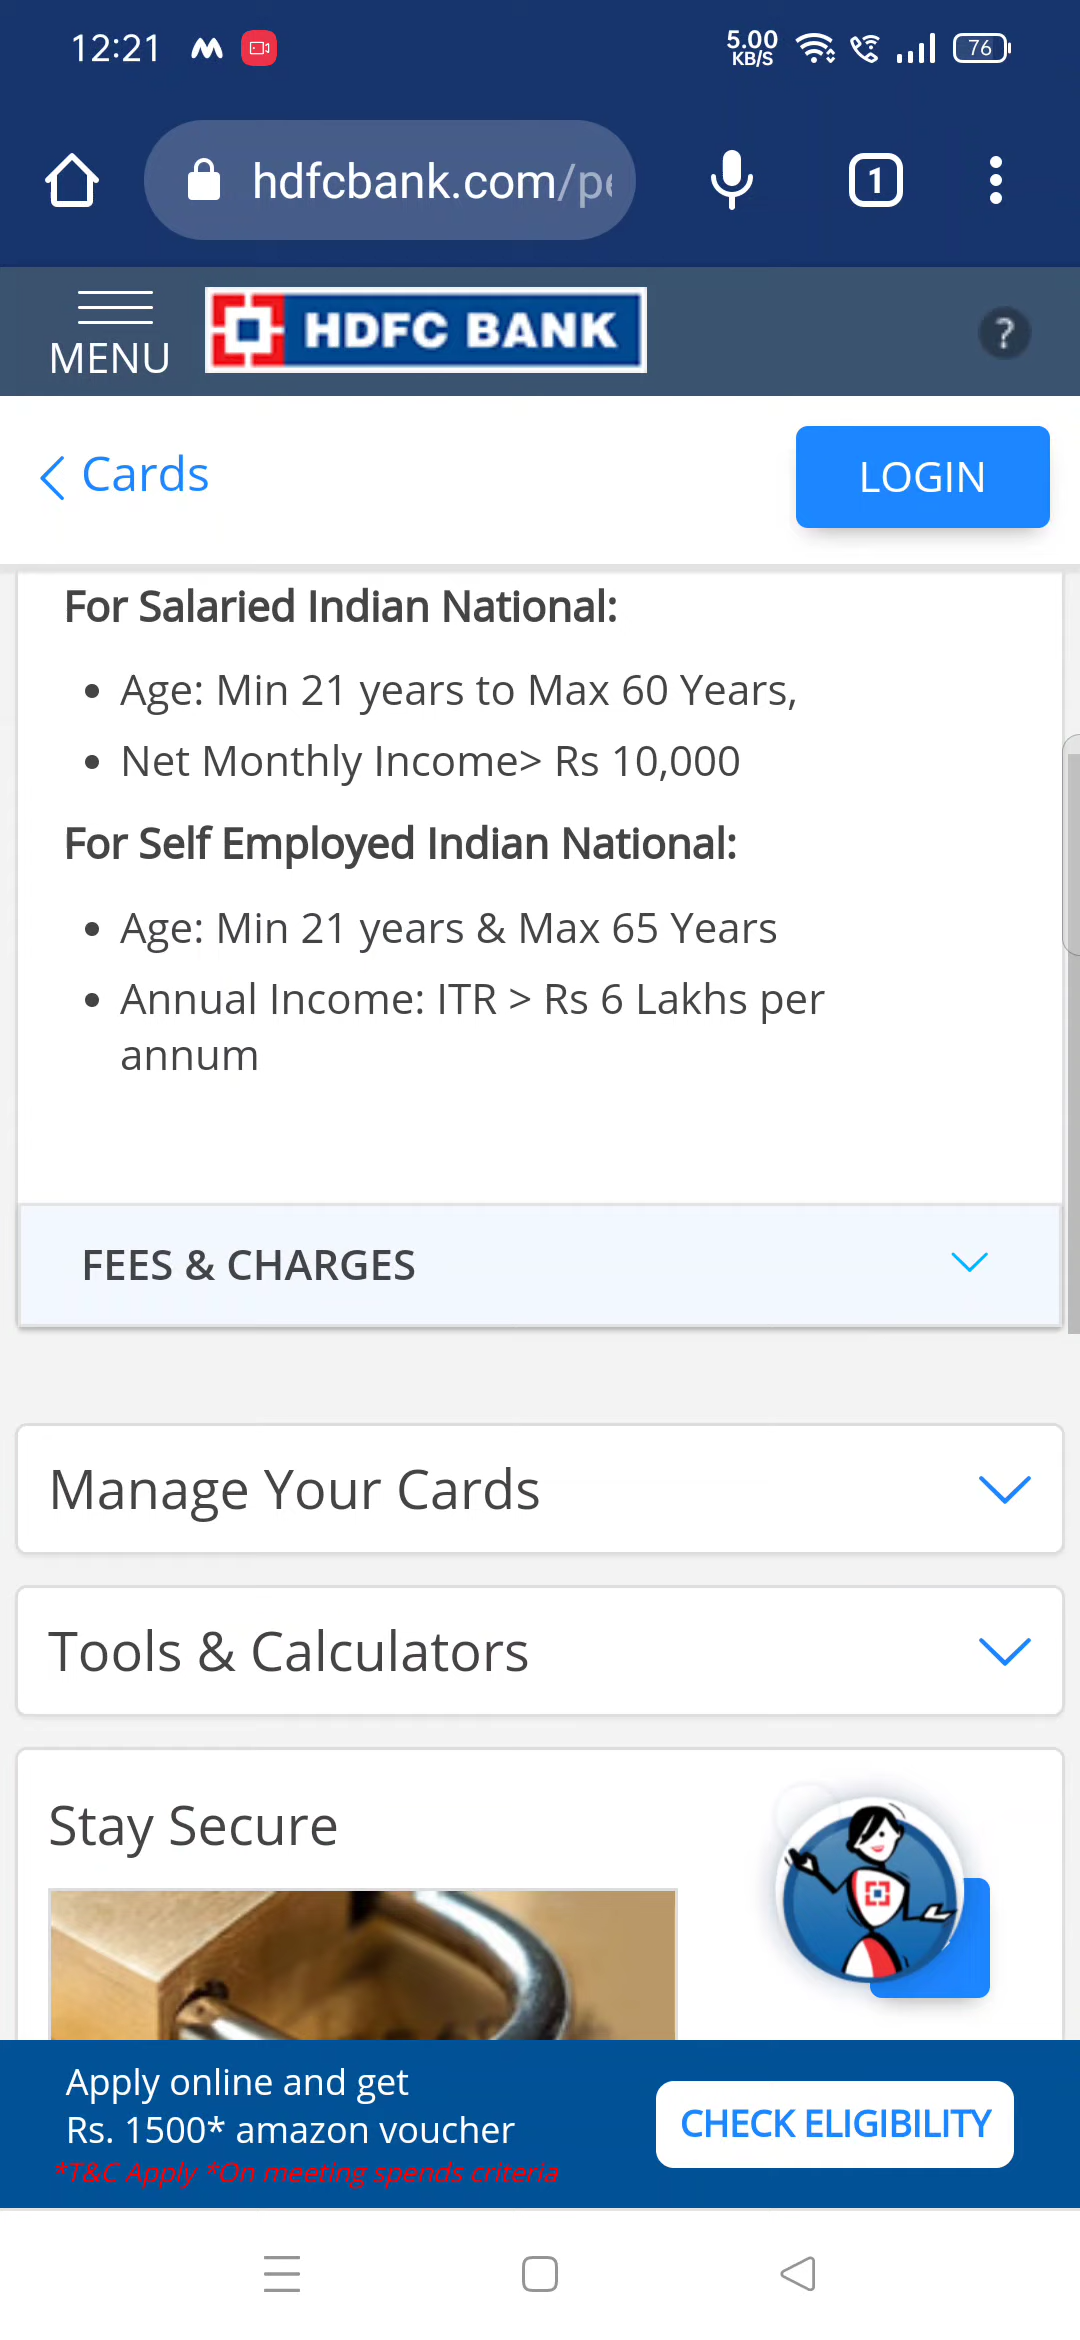 12:21
5.00
KB/S
76
hdfcbank.com/pe
1
MENU
HDFC BANK
?
Cards
LOGIN
For Salaried Indian National:
• Age: Min 21 years to Max 60 Years,
• Net Monthly Income> Rs 10,000
For Self Employed Indian National:
• Age: Min 21 years & Max 65 Years
• Annual Income: ITR > Rs 6 Lakhs per
annum
FEES & CHARGES
Manage Your Cards
Tools & Calculators
Stay Secure
Apply online and get
Rs. 1500* amazon voucher
*T&C Apply *On meeting spends criteria
CHECK ELIGIBILITY